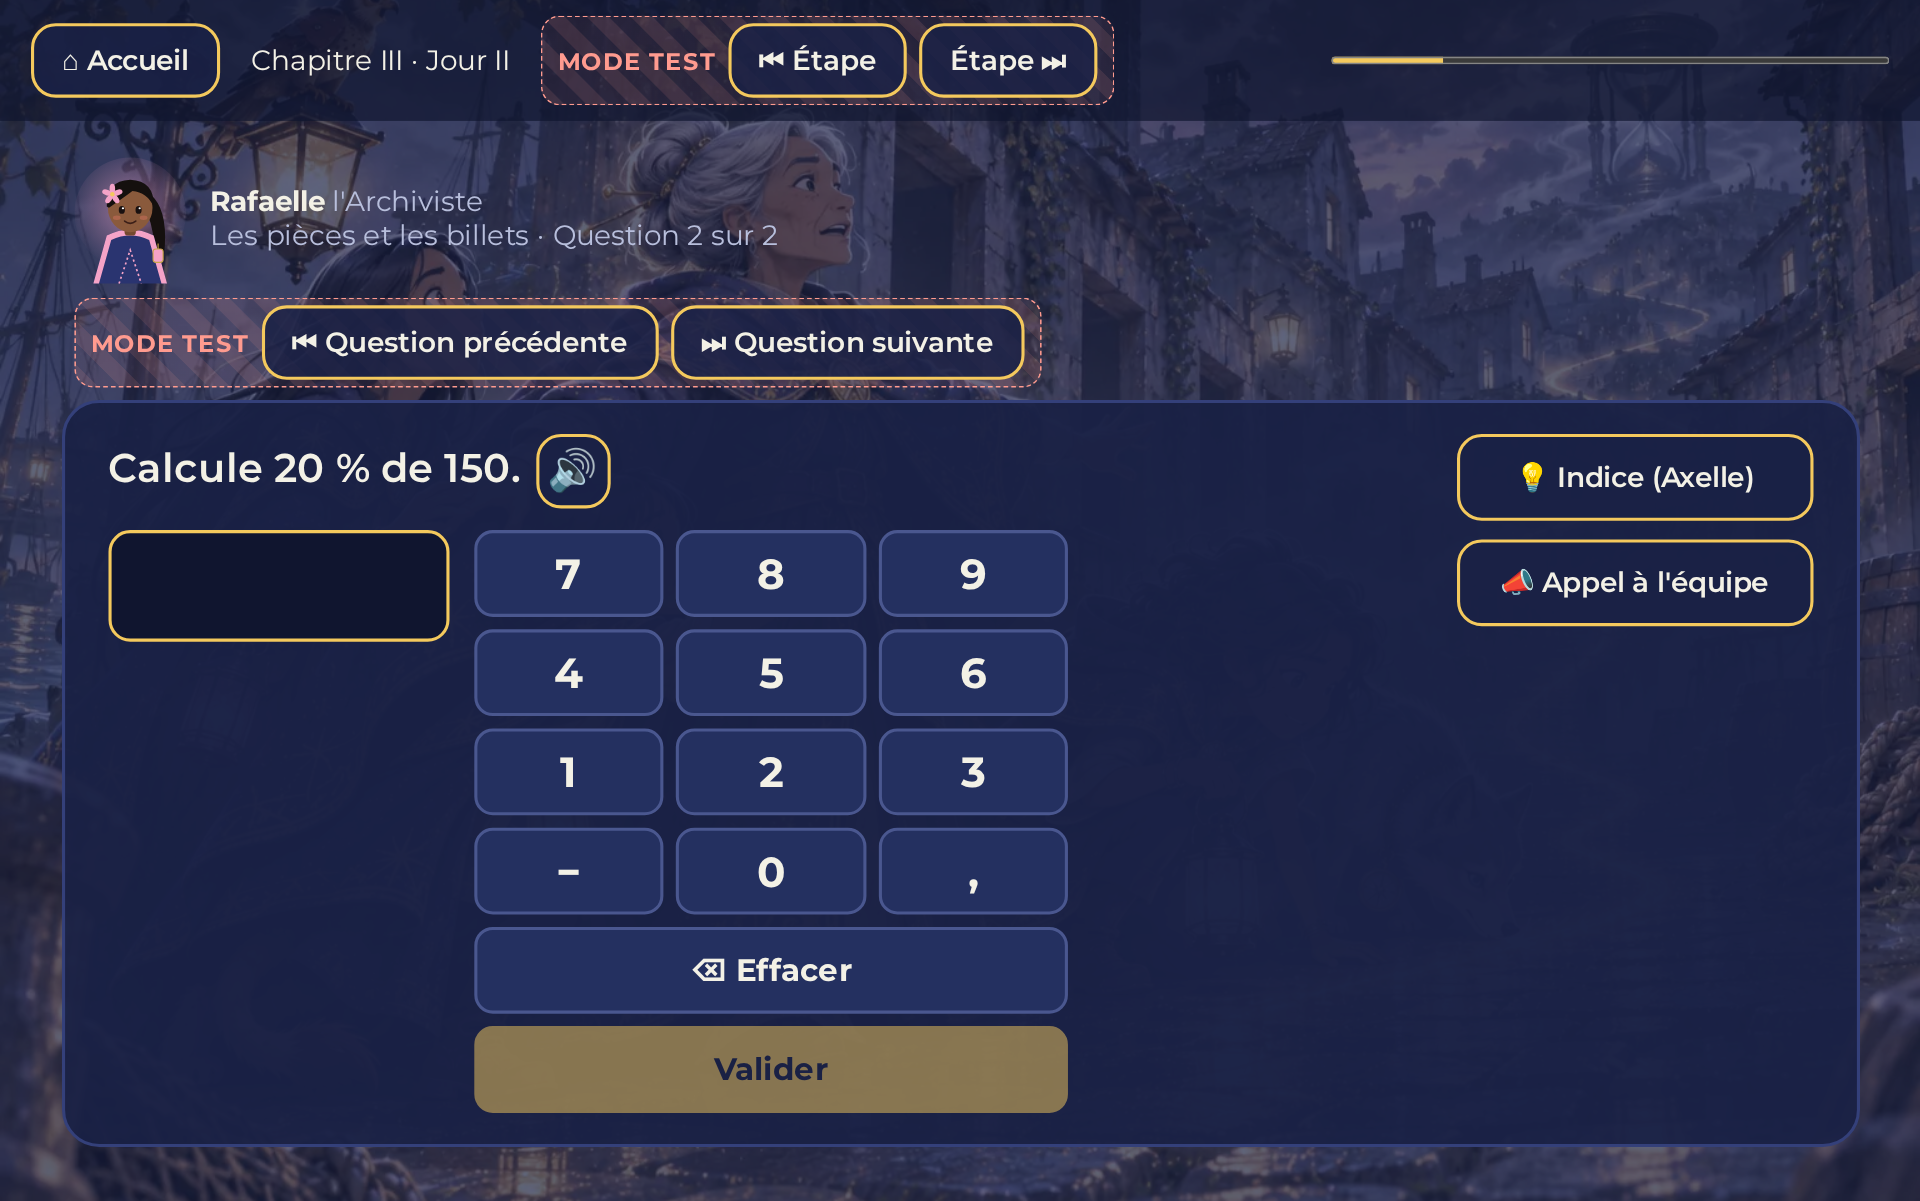 ⌂ Accueil
Chapitre III · Jour II
MODE TEST
⏮ Étape
Étape ⏭
Rafaelle l'Archiviste
Les pièces et les billets · Question 2 sur 2
MODE TEST
⏮ Question précédente
⏭ Question suivante
Calcule 20 % de 150.
💡 Indice (Axelle)
📣 Appel à l'équipe
7 8 9
4 5 6
1 2 3
− 0 ,
⌫ Effacer
Valider